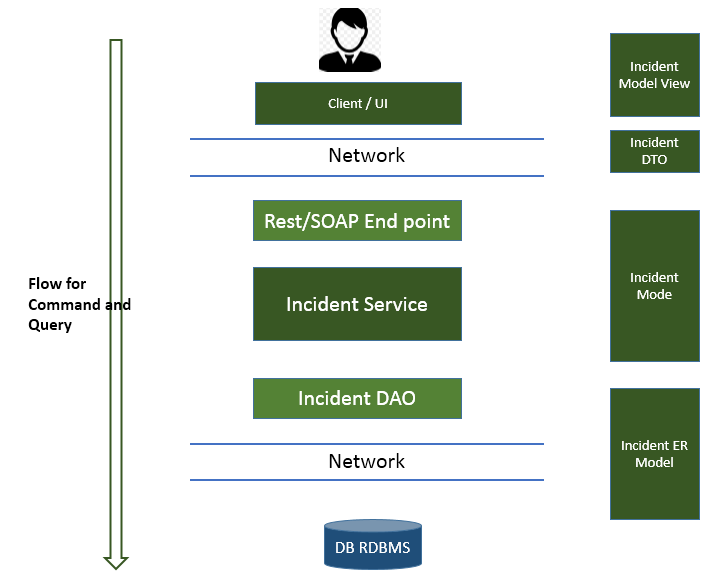 Client / UI
Network
Rest/SOAP End point
Incident Service
Incident DAO
Network
DB RDBMS
Flow for
Command and
Query
Incident
Model View
Incident
DTO
Incident
Mode
Incident ER
Model